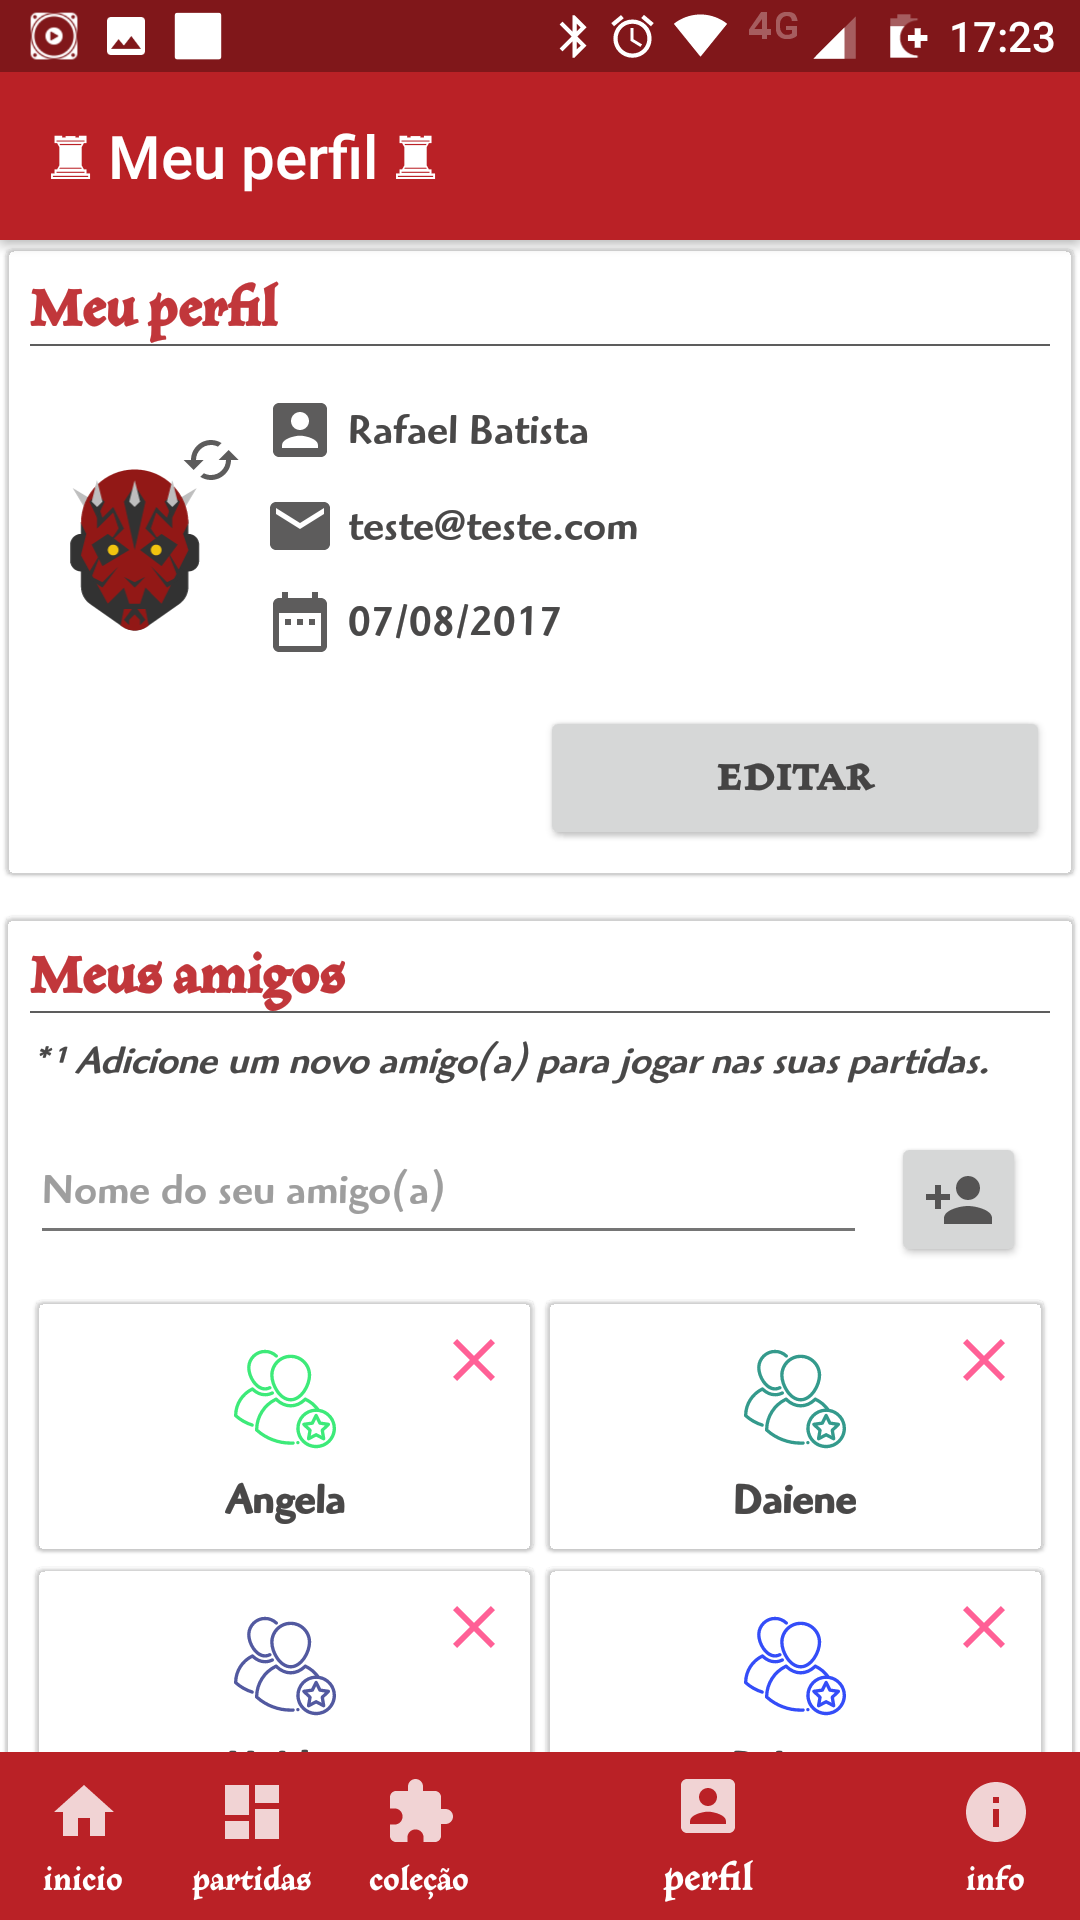 4G 17:23
♜ Meu perfil ♜
Meu perfil
Rafael Batista
teste@teste.com
07/08/2017
EDITAR
Meus amigos
*¹ Adicione um novo amigo(a) para jogar nas suas partidas.
Nome do seu amigo(a)
Angela Daiene
inicio partidas coleção perfil info